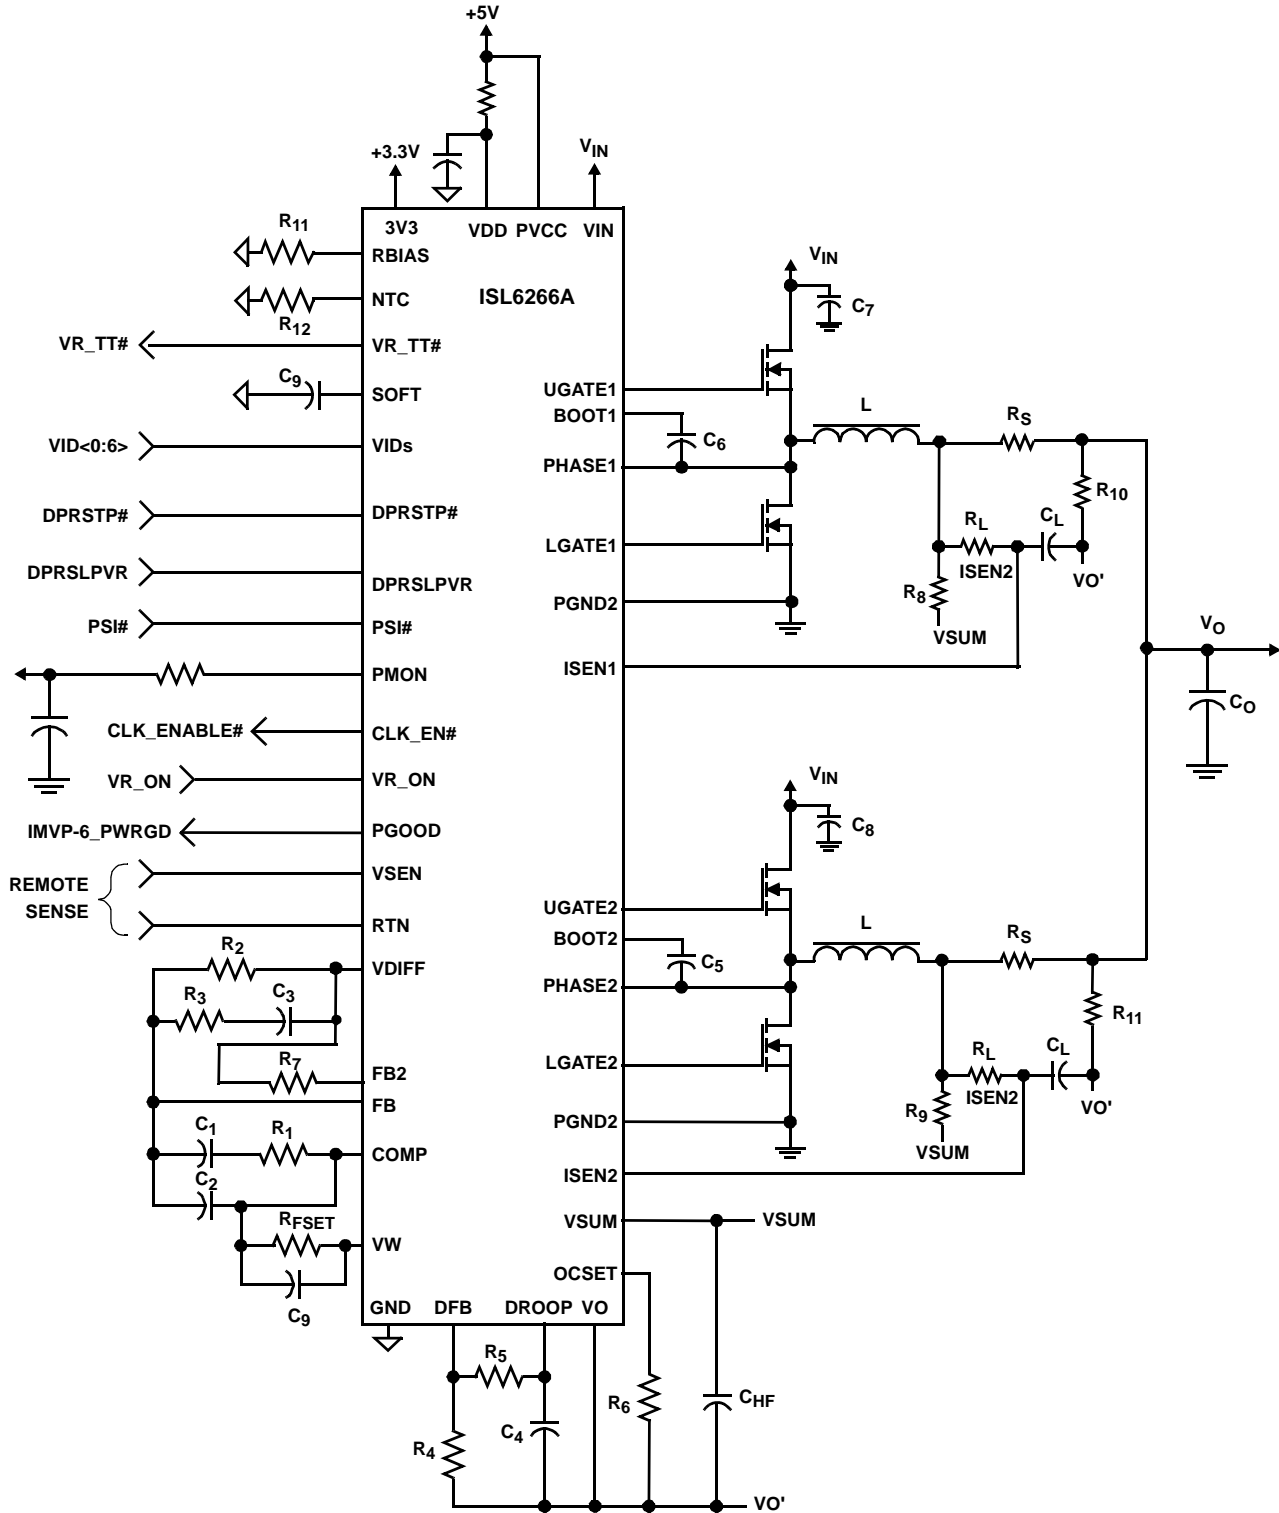 +5V
+3.3V
VIN
3V3
VDD
PVCC
VIN
ISL6266A
R11
RBIAS
NTC
R12
VR_TT#
VR_TT#
C9
SOFT
VID<0:6>
VIDs
DPRSTP#
DPRSTP#
DPRSLPVR
DPRSLPVR
PSI#
PSI#
PMON
CLK_ENABLE#
CLK_EN#
VR_ON
VR_ON
IMVP-6_PWRGD
PGOOD
REMOTE
SENSE
VSEN
RTN
R2
VDIFF
R3
C3
R7
FB2
FB
C1
R1
COMP
C2
RFSET
VW
C9
GND
DFB
DROOP
VO
R5
R4
C4
R6
CHF
VO'
VIN
C7
UGATE1
BOOT1
C6
PHASE1
L
RS
R10
LGATE1
RL
CL
ISEN2
VO'
R8
VSUM
PGND2
ISEN1
VO
CO
VIN
C8
UGATE2
BOOT2
C5
PHASE2
L
RS
R11
LGATE2
RL
CL
ISEN2
VO'
R9
VSUM
PGND2
ISEN2
VSUM
VSUM
OCSET